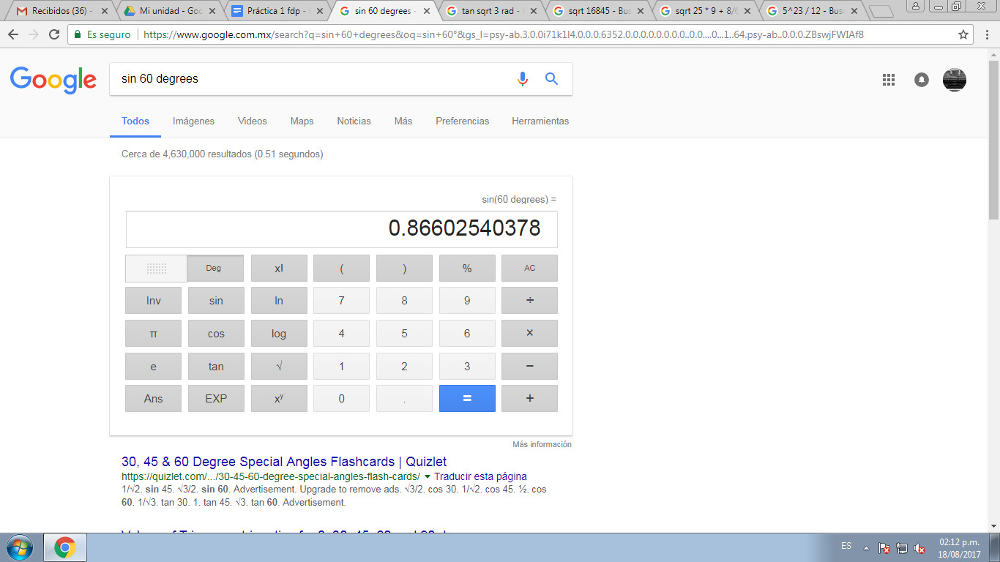 Recibidos (36) -
Mi unidad - Goo
Práctica 1 fdp -
sin 60 degrees -
tan sqrt 3 rad -
sqrt 16845 - Bus
sqrt 25 * 9 + 8/6
5^23 / 12 - Bus
Es seguro
https://www.google.com.mx/search?q=sin+60+degrees&oq=sin+60°&gs_l=psy-ab.3.0.0i71k1l4.0.0.0.6352.0.0.0.0.0.0.0.0..0.0....0...1..64.psy-ab..0.0.0.ZBswjFWIAf8
Google
sin 60 degrees
Todos Imágenes Videos Maps Noticias Más Preferencias Herramientas
Cerca de 4,630,000 resultados (0.51 segundos)
sin(60 degrees) =
0.86602540378
Deg x! ( ) % AC
Inv sin ln 7 8 9 ÷
π cos log 4 5 6 ×
e tan √ 1 2 3 −
Ans EXP xʸ 0 . = +
Más información
30, 45 & 60 Degree Special Angles Flashcards | Quizlet
https://quizlet.com/.../30-45-60-degree-special-angles-flash-cards/ Traducir esta página
1/√2. sin 45. √3/2. sin 60. Advertisement. Upgrade to remove ads. √3/2. cos 30. 1/√2. cos 45. ½. cos
60. 1/√3. tan 30. 1. tan 45. √3. tan 60. Advertisement.
ES
02:12 p.m.
18/08/2017